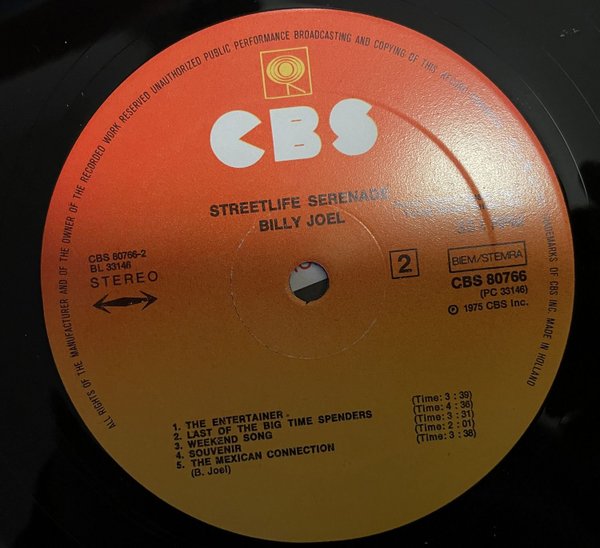 ALL RIGHTS OF THE MANUFACTURER AND OF THE OWNER OF THE RECORDED WORK RESERVED UNAUTHORIZED PUBLIC PERFORMANCE BROADCASTING AND COPYING OF THIS RECORD TRADEMARKS OF CBS INC. MADE IN HOLLAND
CBS
STREETLIFE SERENADE
BILLY JOEL
CBS 80766-2
BL 33146
STEREO
2
BIEM/STEMRA
CBS 80766
(PC 33146)
℗ 1975 CBS Inc.
1. THE ENTERTAINER - (Time: 3 : 39)
2. LAST OF THE BIG TIME SPENDERS (Time: 4 : 36)
3. WEEKEND SONG (Time: 3 : 31)
4. SOUVENIR (Time: 2 : 01)
5. THE MEXICAN CONNECTION (Time: 3 : 38)
(B. Joel)